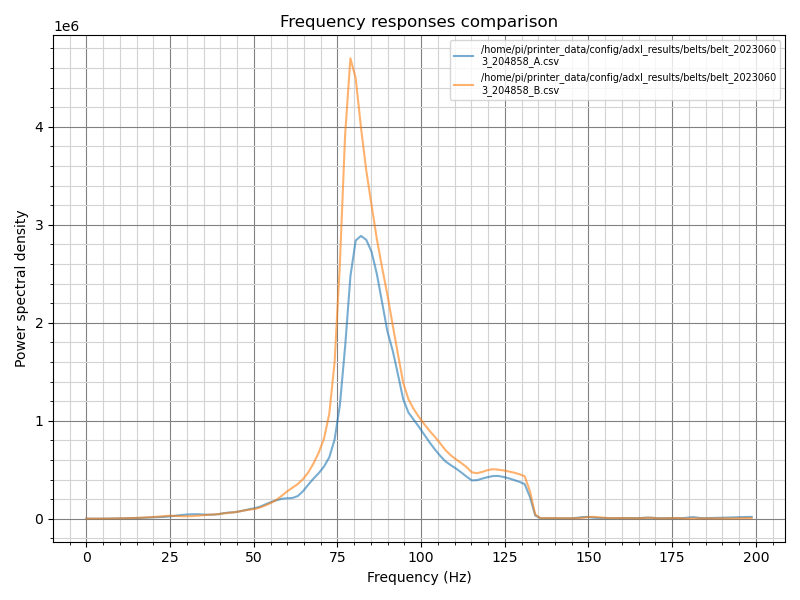 Frequency responses comparison
1e6
/home/pi/printer_data/config/adxl_results/belts/belt_2023060
3_204858_A.csv
/home/pi/printer_data/config/adxl_results/belts/belt_2023060
3_204858_B.csv
Power spectral density
4
3
2
1
0
0 25 50 75 100 125 150 175 200
Frequency (Hz)